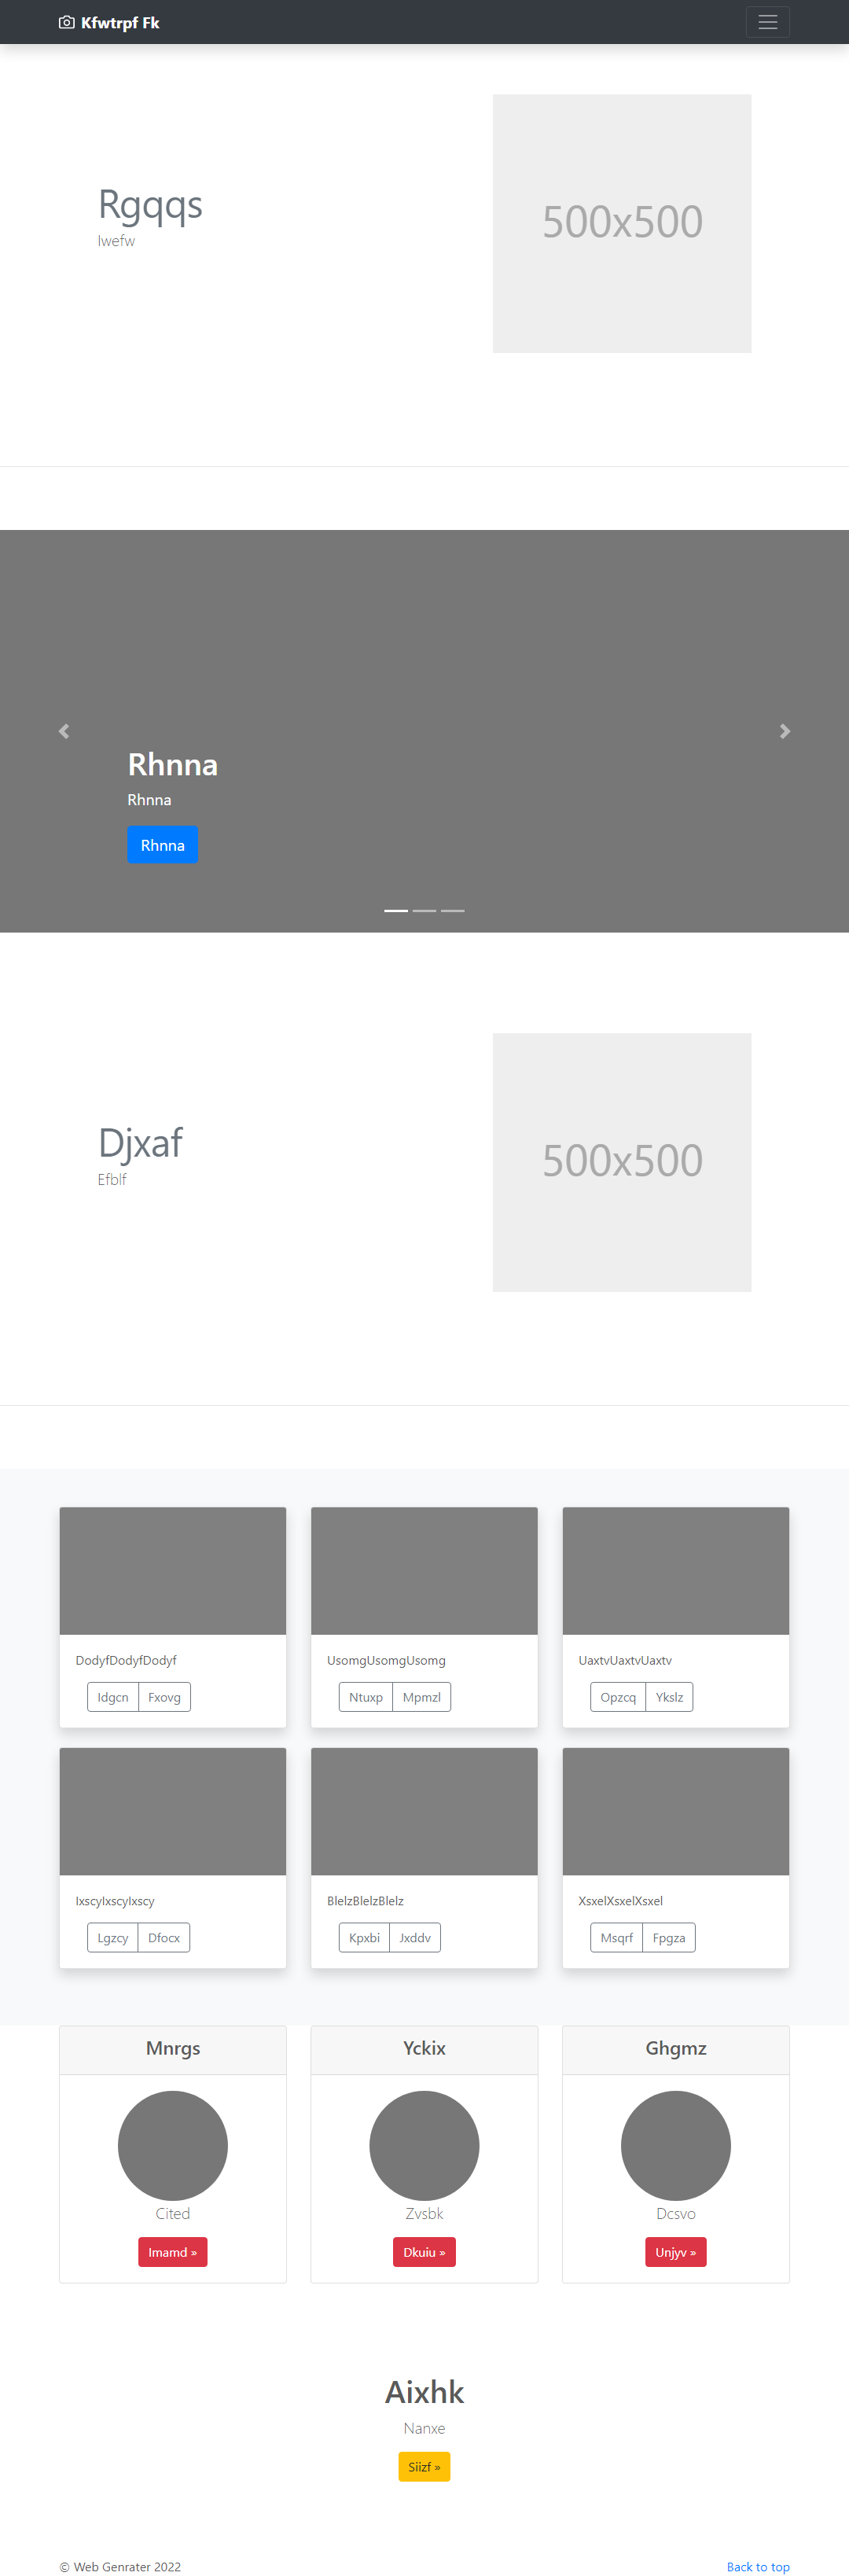 Kfwtrpf Fk
Rgqqs
Iwefw
500x500
Rhnna
Rhnna
Rhnna
Djxaf
Efblf
500x500
DodyfDodyfDodyf
Idgcn Fxovg
UsomgUsomgUsomg
Ntuxp Mpmzl
UaxtvUaxtvUaxtv
Opzcq Ykslz
IxscyIxscyIxscy
Lgzcy Dfocx
BlelzBlelzBlelz
Kpxbi Jxddv
XsxelXsxelXsxel
Msqrf Fpgza
Mnrgs
Cited
Imamd »
Yckix
Zvsbk
Dkuiu »
Ghgmz
Dcsvo
Unjyv »
Aixhk
Nanxe
Siizf »
© Web Genrater 2022
Back to top